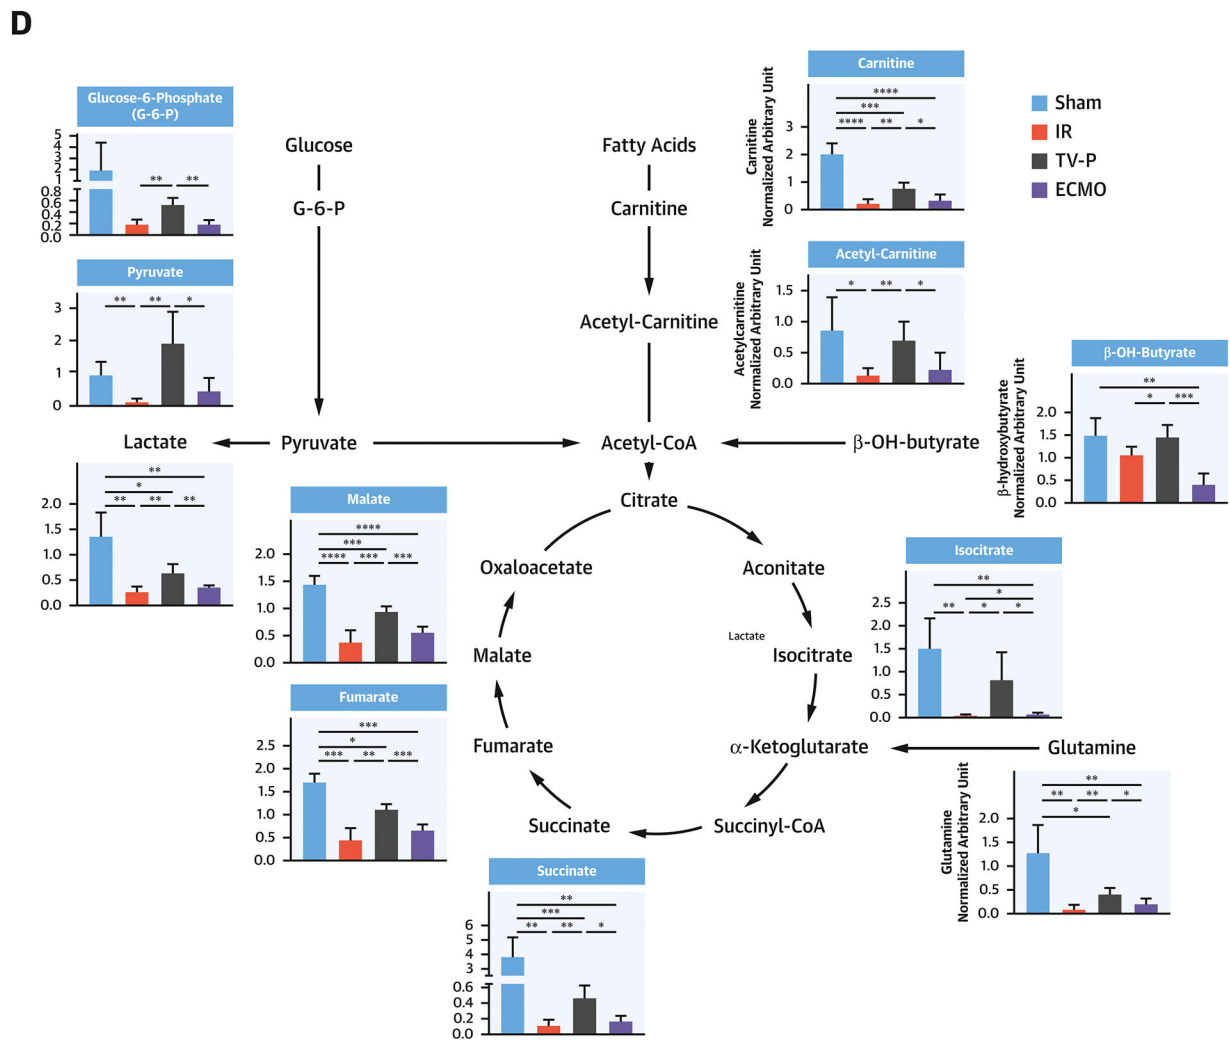 D
Glucose-6-Phosphate
(G-6-P)
5
4
3
2
1
0.8
0.6
0.4
0.2
0.0
** **
Pyruvate
3
2
1
0
** ** *
Glucose
G-6-P
Fatty Acids
Carnitine
Acetyl-Carnitine
Carnitine
Carnitine
Normalized Arbitrary Unit
3
2
1
0
****
***
**** ** *
Acetyl-Carnitine
Acetylcarnitine
Normalized Arbitrary Unit
1.5
1.0
0.5
0.0
* ** *
Sham
IR
TV-P
ECMO
β-OH-Butyrate
β-hydroxybutyrate
Normalized Arbitrary Unit
2.0
1.5
1.0
0.5
0.0
**
* ***
Lactate
Pyruvate
Acetyl-CoA
β-OH-butyrate
2.0
1.5
1.0
0.5
0.0
**
*
** ** **
Malate
2.0
1.5
1.0
0.5
0.0
****
***
**** *** ***
Citrate
Oxaloacetate
Aconitate
Lactate
Malate
Isocitrate
Isocitrate
2.5
2.0
1.5
1.0
0.5
0.0
**
*
** * *
Fumarate
2.5
2.0
1.5
1.0
0.5
0.0
***
*
*** ** ***
Fumarate
α-Ketoglutarate
Glutamine
Succinate
Succinyl-CoA
Glutamine
Normalized Arbitrary Unit
2.0
1.5
1.0
0.5
0.0
**
** ** *
*
Succinate
6
5
4
3
0.6
0.4
0.2
0.0
**
***
** ** *